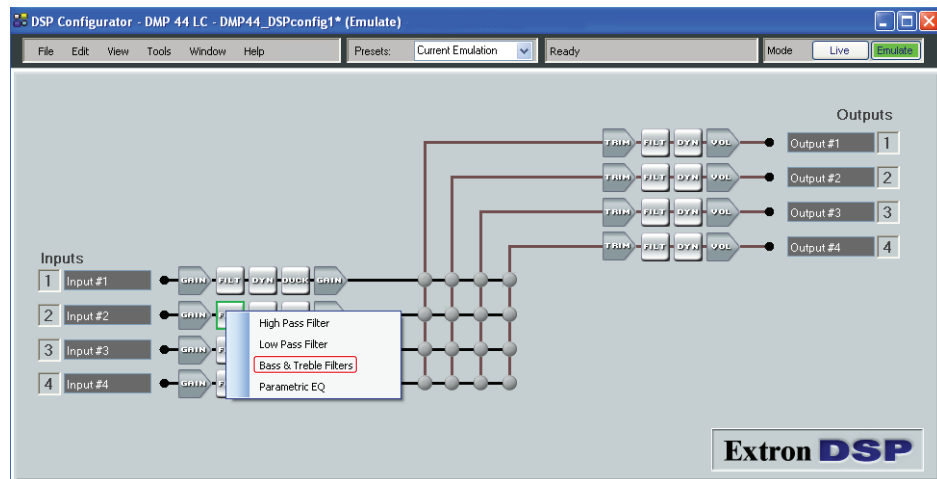 DSP Configurator - DMP 44 LC - DMP44_DSPconfig1* (Emulate)
File Edit View Tools Window Help Presets: Current Emulation Ready Mode Live Emulate
Outputs
TRIM FILT DYN VOL Output #1 1
TRIM FILT DYN VOL Output #2 2
TRIM FILT DYN VOL Output #3 3
TRIM FILT DYN VOL Output #4 4
Inputs
1 Input #1 GAIN FILT DYN DUCK GAIN
2 Input #2 GAIN
High Pass Filter
3 Input #3 GAIN
Low Pass Filter
Bass & Treble Filters
4 Input #4 GAIN
Parametric EQ
Extron DSP